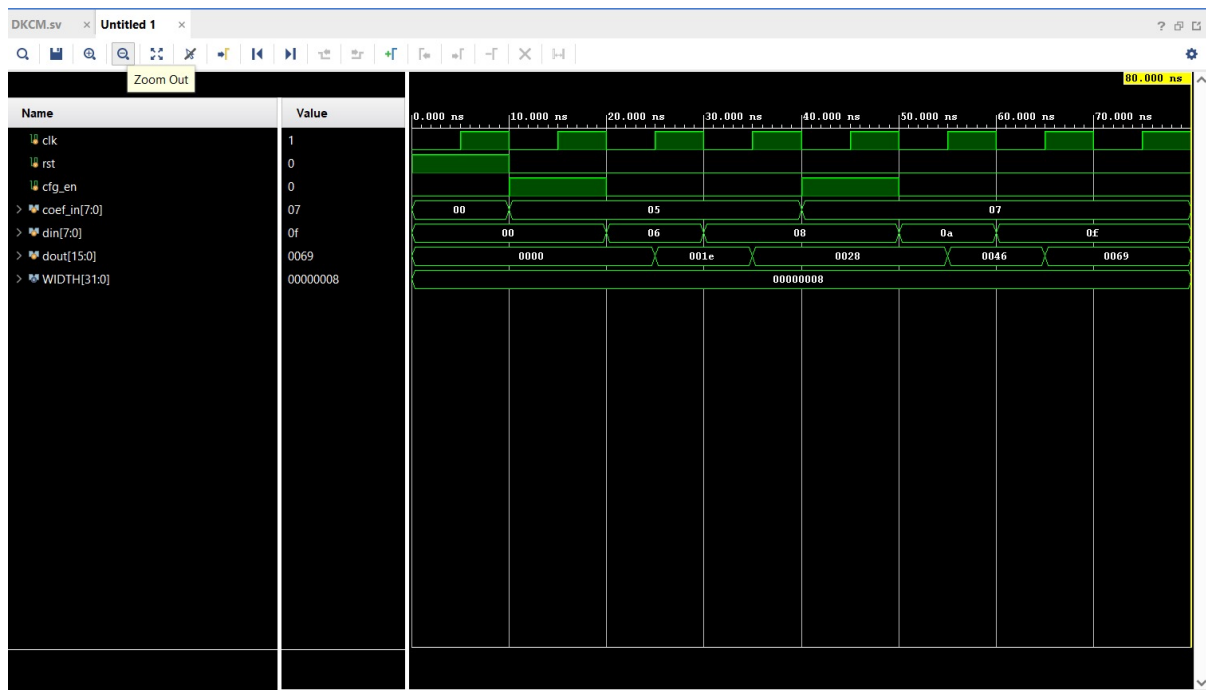 DKCM.sv × Untitled 1 ×
?
Zoom Out
80.000 ns
Name Value
0.000 ns 10.000 ns 20.000 ns 30.000 ns 40.000 ns 50.000 ns 60.000 ns 70.000 ns
clk 1
rst 0
cfg_en 0
coef_in[7:0] 07 00 05 07
din[7:0] 0f 00 06 08 0a 0f
dout[15:0] 0069 0000 001e 0028 0046 0069
WIDTH[31:0] 00000008 00000008